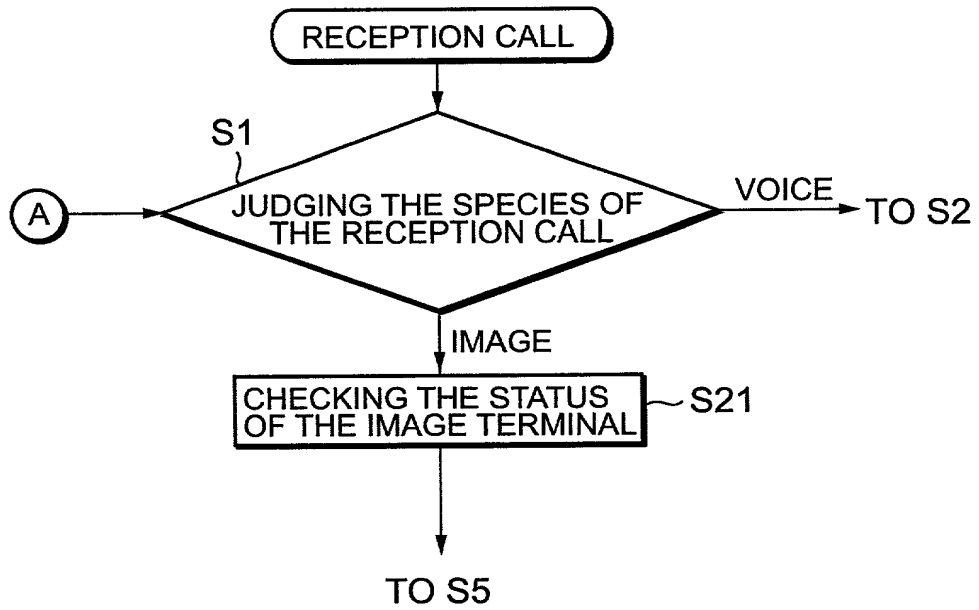 RECEPTION CALL
S1
A
JUDGING THE SPECIES OF
THE RECEPTION CALL
VOICE
TO S2
IMAGE
CHECKING THE STATUS
OF THE IMAGE TERMINAL
S21
TO S5